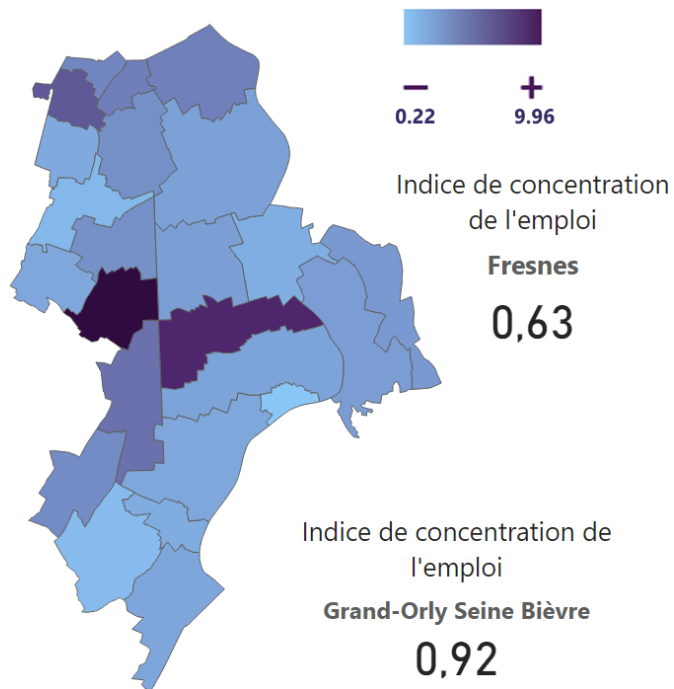 − +
0.22 9.96
Indice de concentration
de l'emploi
Fresnes
0,63
Indice de concentration de
l'emploi
Grand-Orly Seine Bièvre
0,92